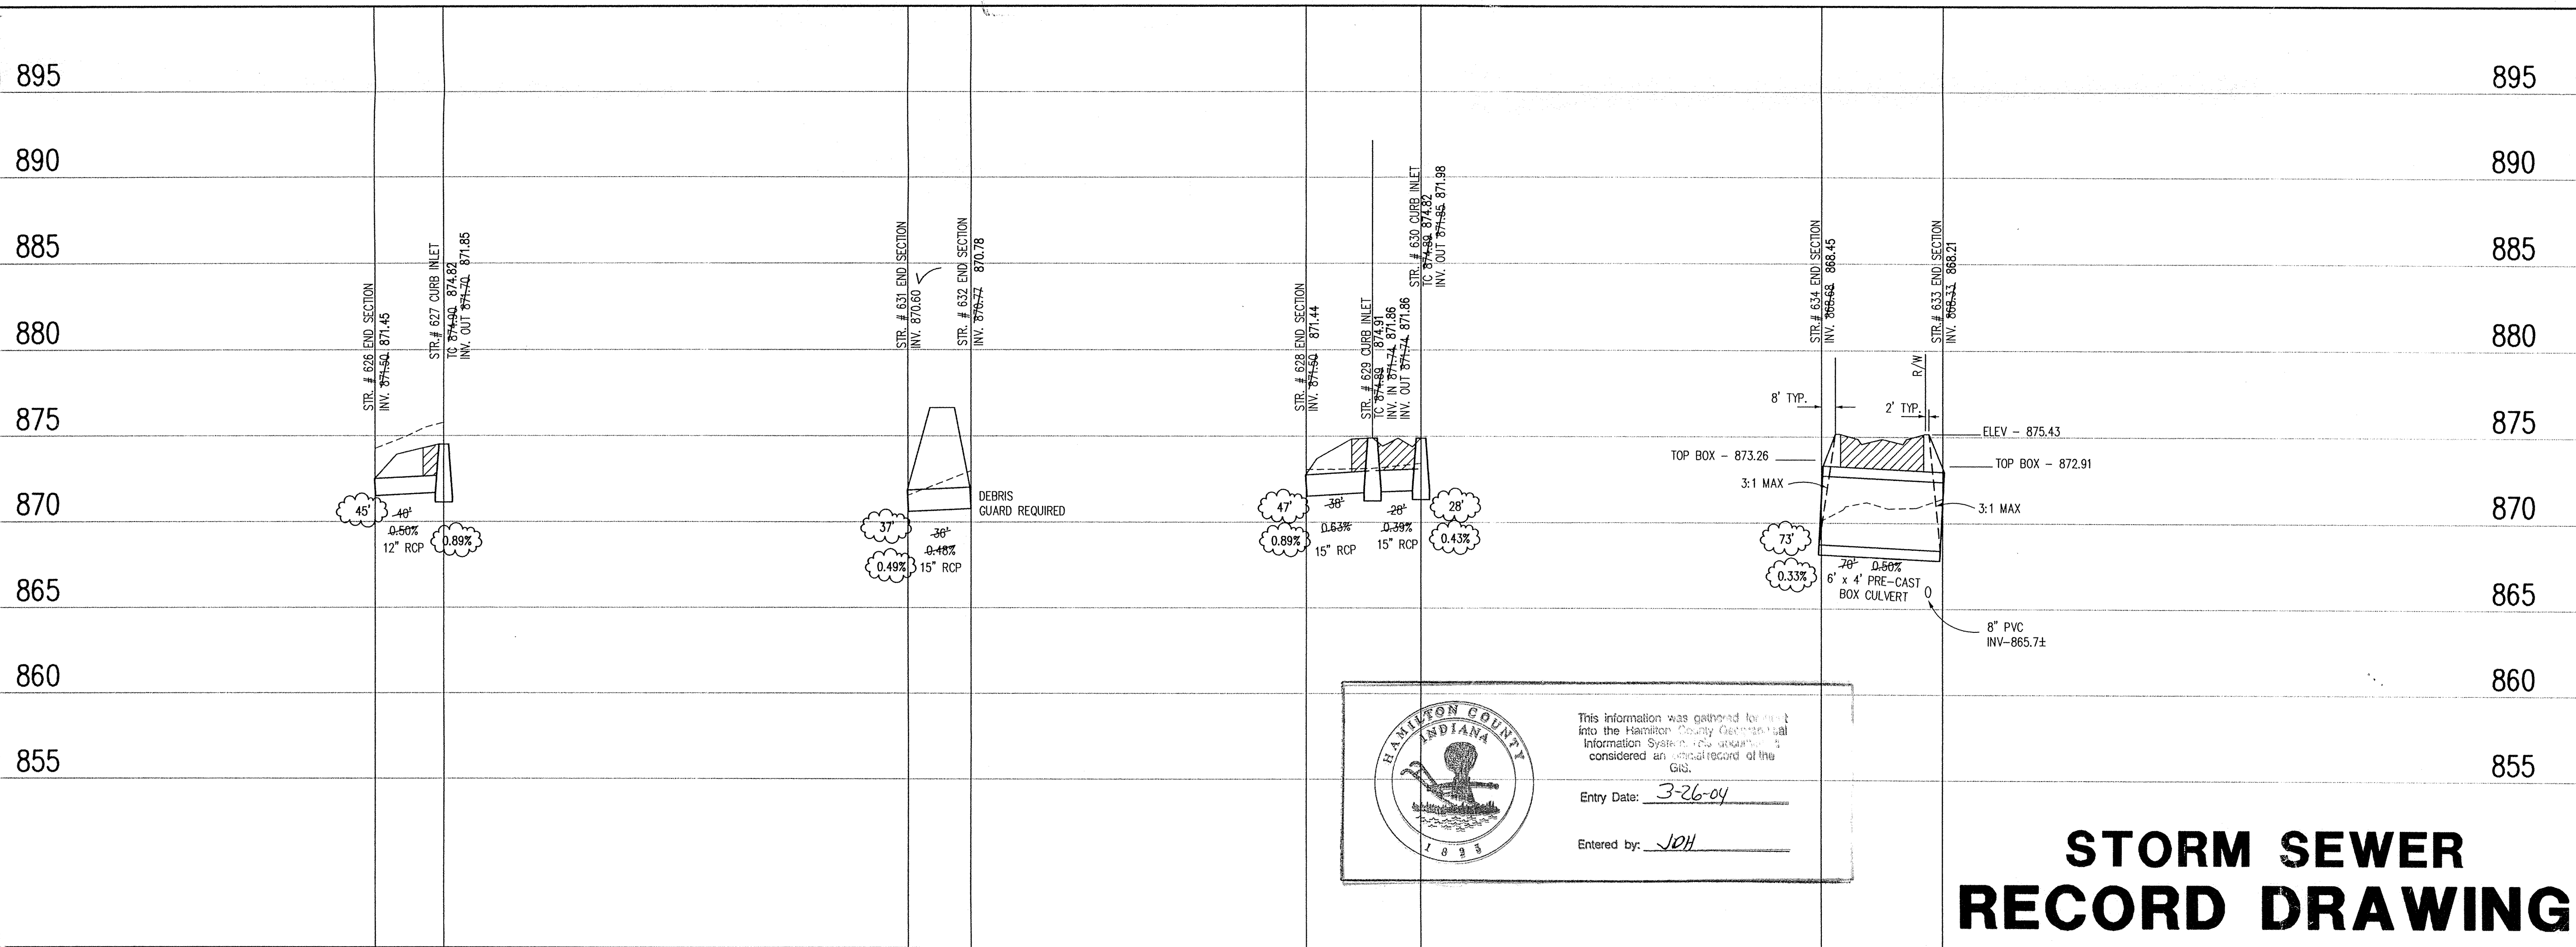 895
890
885
880
875
870
865
860
855
STR. # 626 END SECTION
INV. 871.50 871.45
STR.# 627 CURB INLET
TC 874.90 874.82
INV. OUT 871.70 871.85
45'
40'
0.50%
12" RCP
0.89%
STR. # 631 END SECTION
INV. 870.60
STR. # 632 END SECTION
INV. 870.77 870.78
DEBRIS
GUARD REQUIRED
37'
36'
0.48%
0.49%
15" RCP
STR. # 628 END SECTION
INV. 871.50 871.44
STR. # 629 CURB INLET
TC 874.89 874.91
INV. IN 871.74 871.86
INV. OUT 871.74 871.86
STR. # 630 CURB INLET
TC 874.89 874.82
INV. OUT 871.85 871.98
47'
38'
0.63%
0.89%
15" RCP
28'
0.39%
15" RCP
28'
0.43%
STR.# 634 END SECTION
INV. 868.68 868.45
STR.# 633 END SECTION
INV. 868.33 868.21
R/W
8' TYP.
2' TYP.
ELEV - 875.43
TOP BOX - 873.26
TOP BOX - 872.91
3:1 MAX
3:1 MAX
73'
70' 0.50%
0.33%
6' x 4' PRE-CAST
BOX CULVERT
8" PVC
INV-865.7±
895
890
885
880
875
870
865
860
855
HAMILTON COUNTY
INDIANA
This information was gathered for
into the Hamilton County
Information System.
considered an official record of the
GIS.
Entry Date: 3-26-04
Entered by: JDH
STORM SEWER
RECORD DRAWING